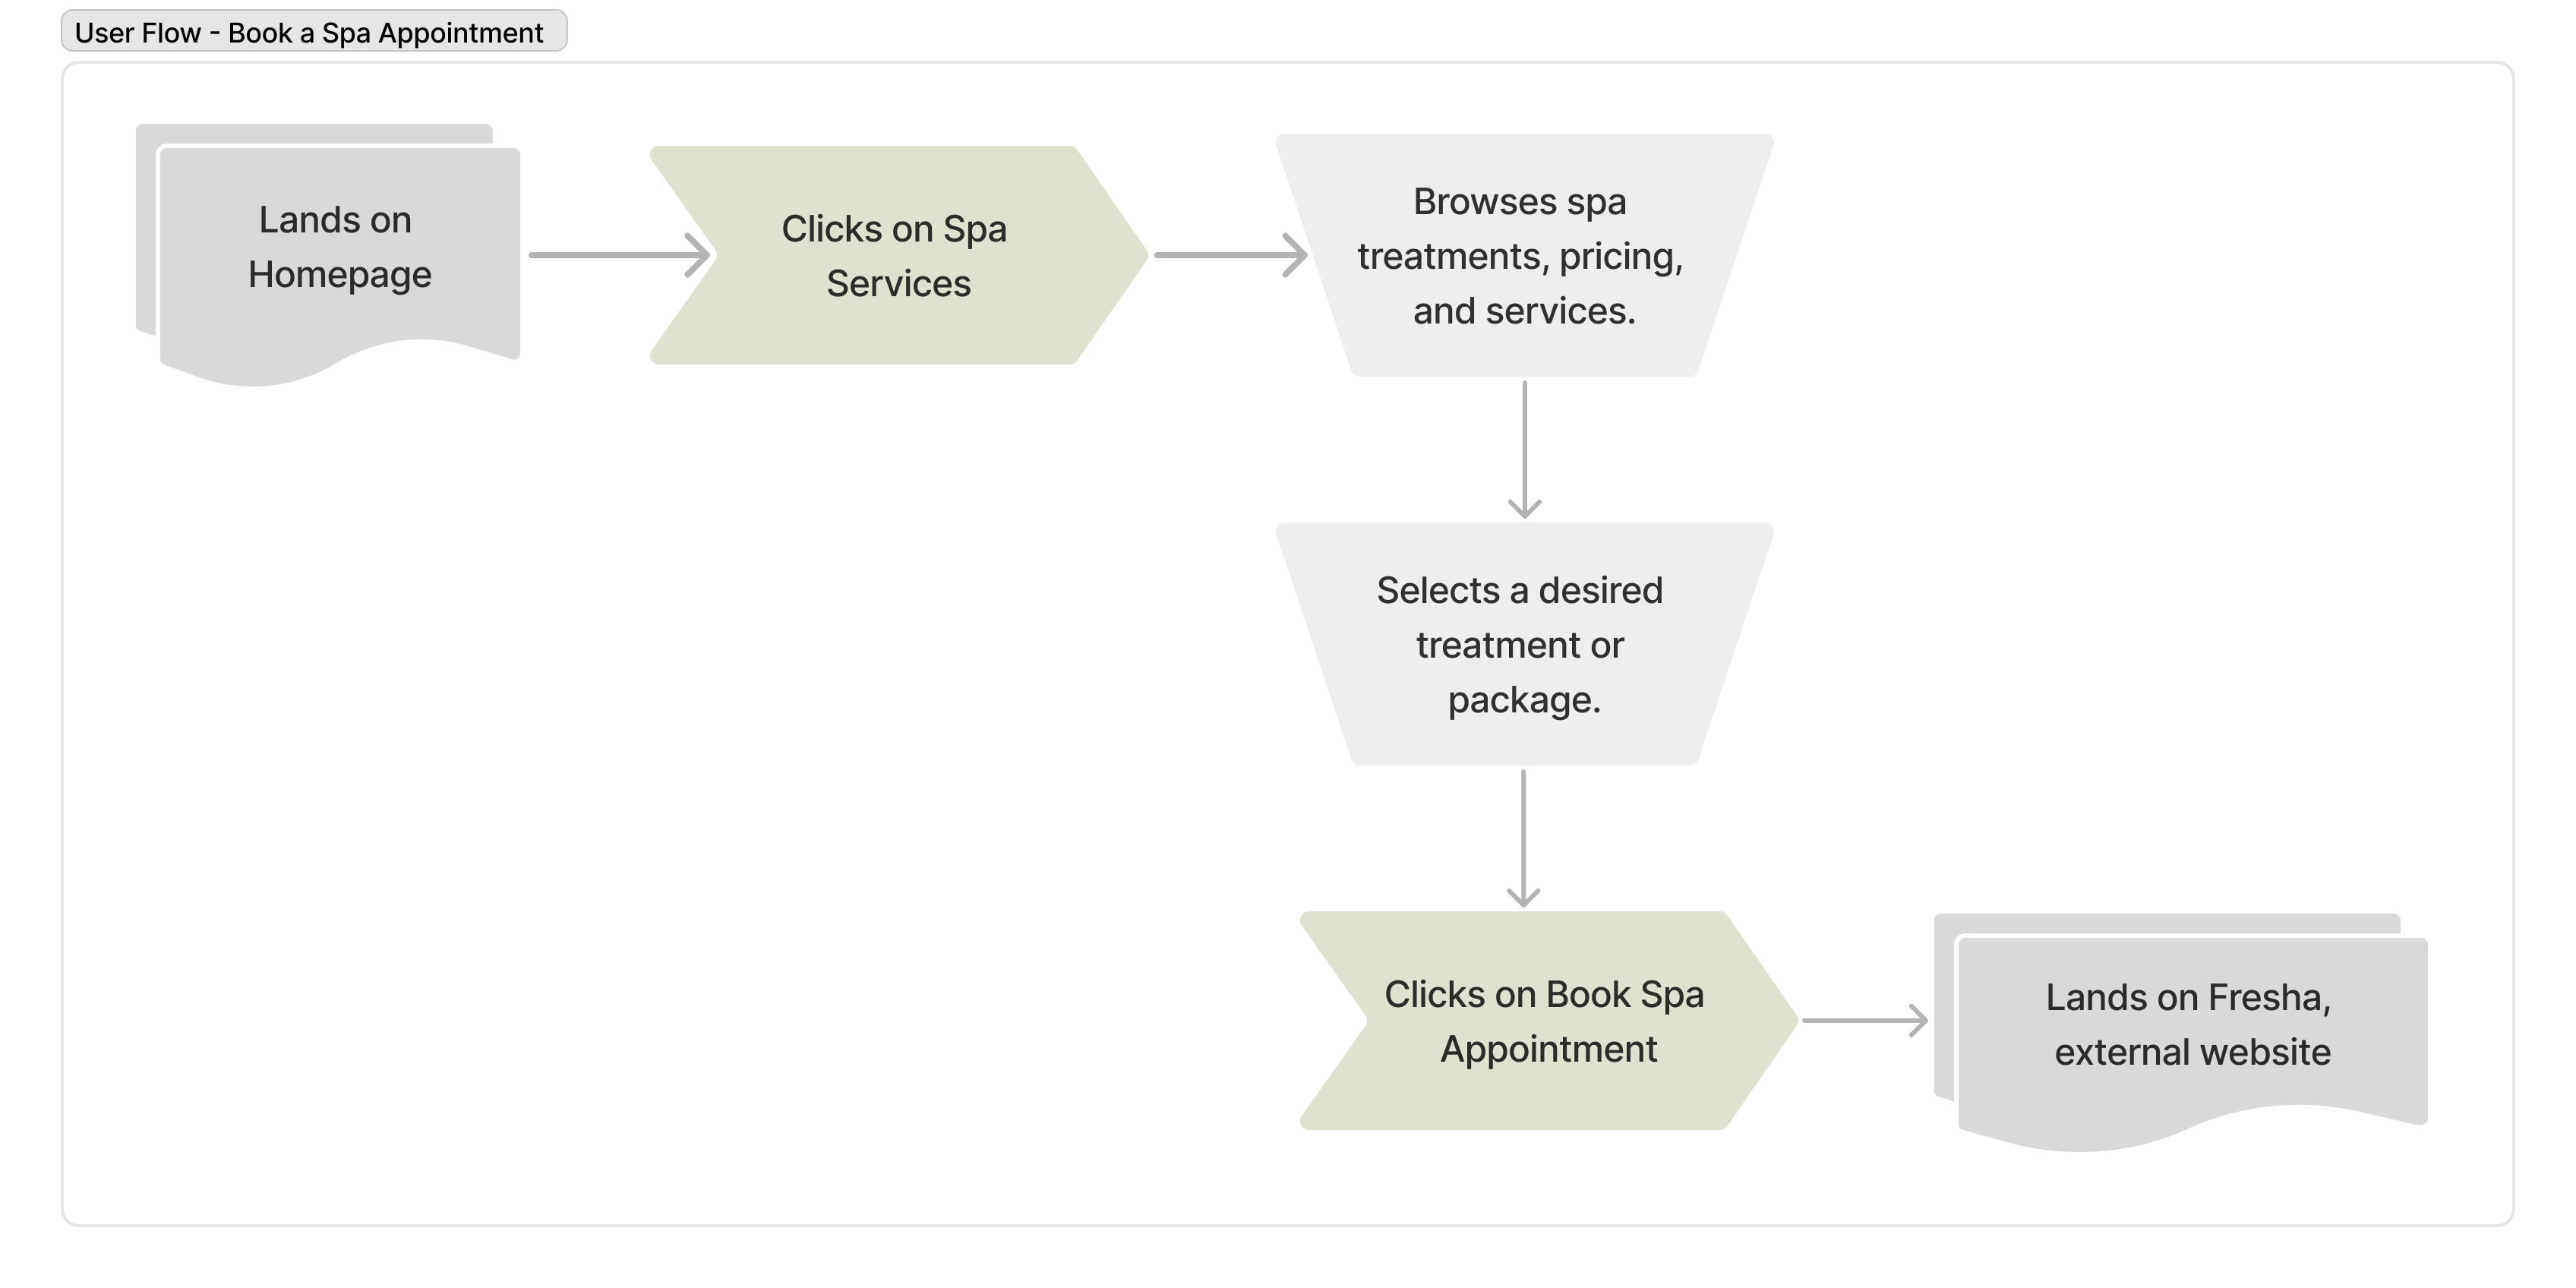 User Flow - Book a Spa Appointment
Lands on
Homepage
Clicks on Spa
Services
Browses spa
treatments, pricing,
and services.
Selects a desired
treatment or
package.
Clicks on Book Spa
Appointment
Lands on Fresha,
external website